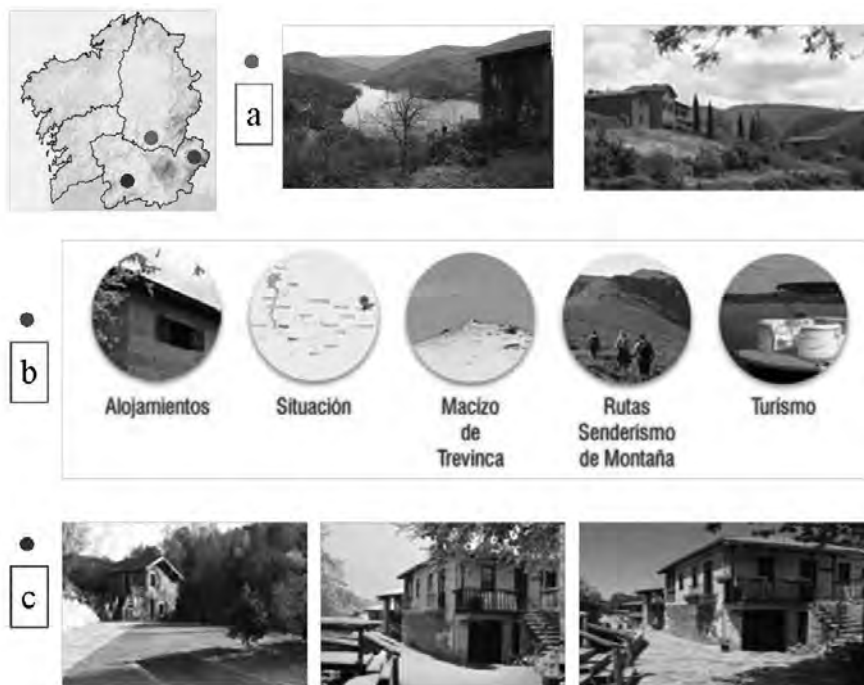 a
b
Alojamientos
Situación
Macizo
de
Trevinca
Rutas
Senderismo
de Montaña
Turismo
c